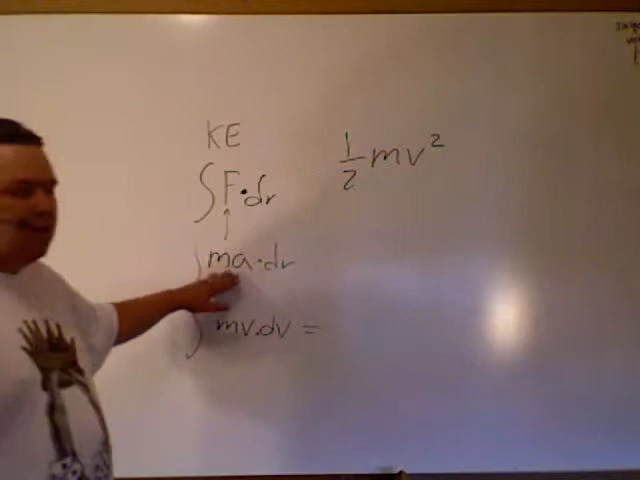 KE
½mv²
∫F·dr
↑
∫ma·dr
∫mv.dv =